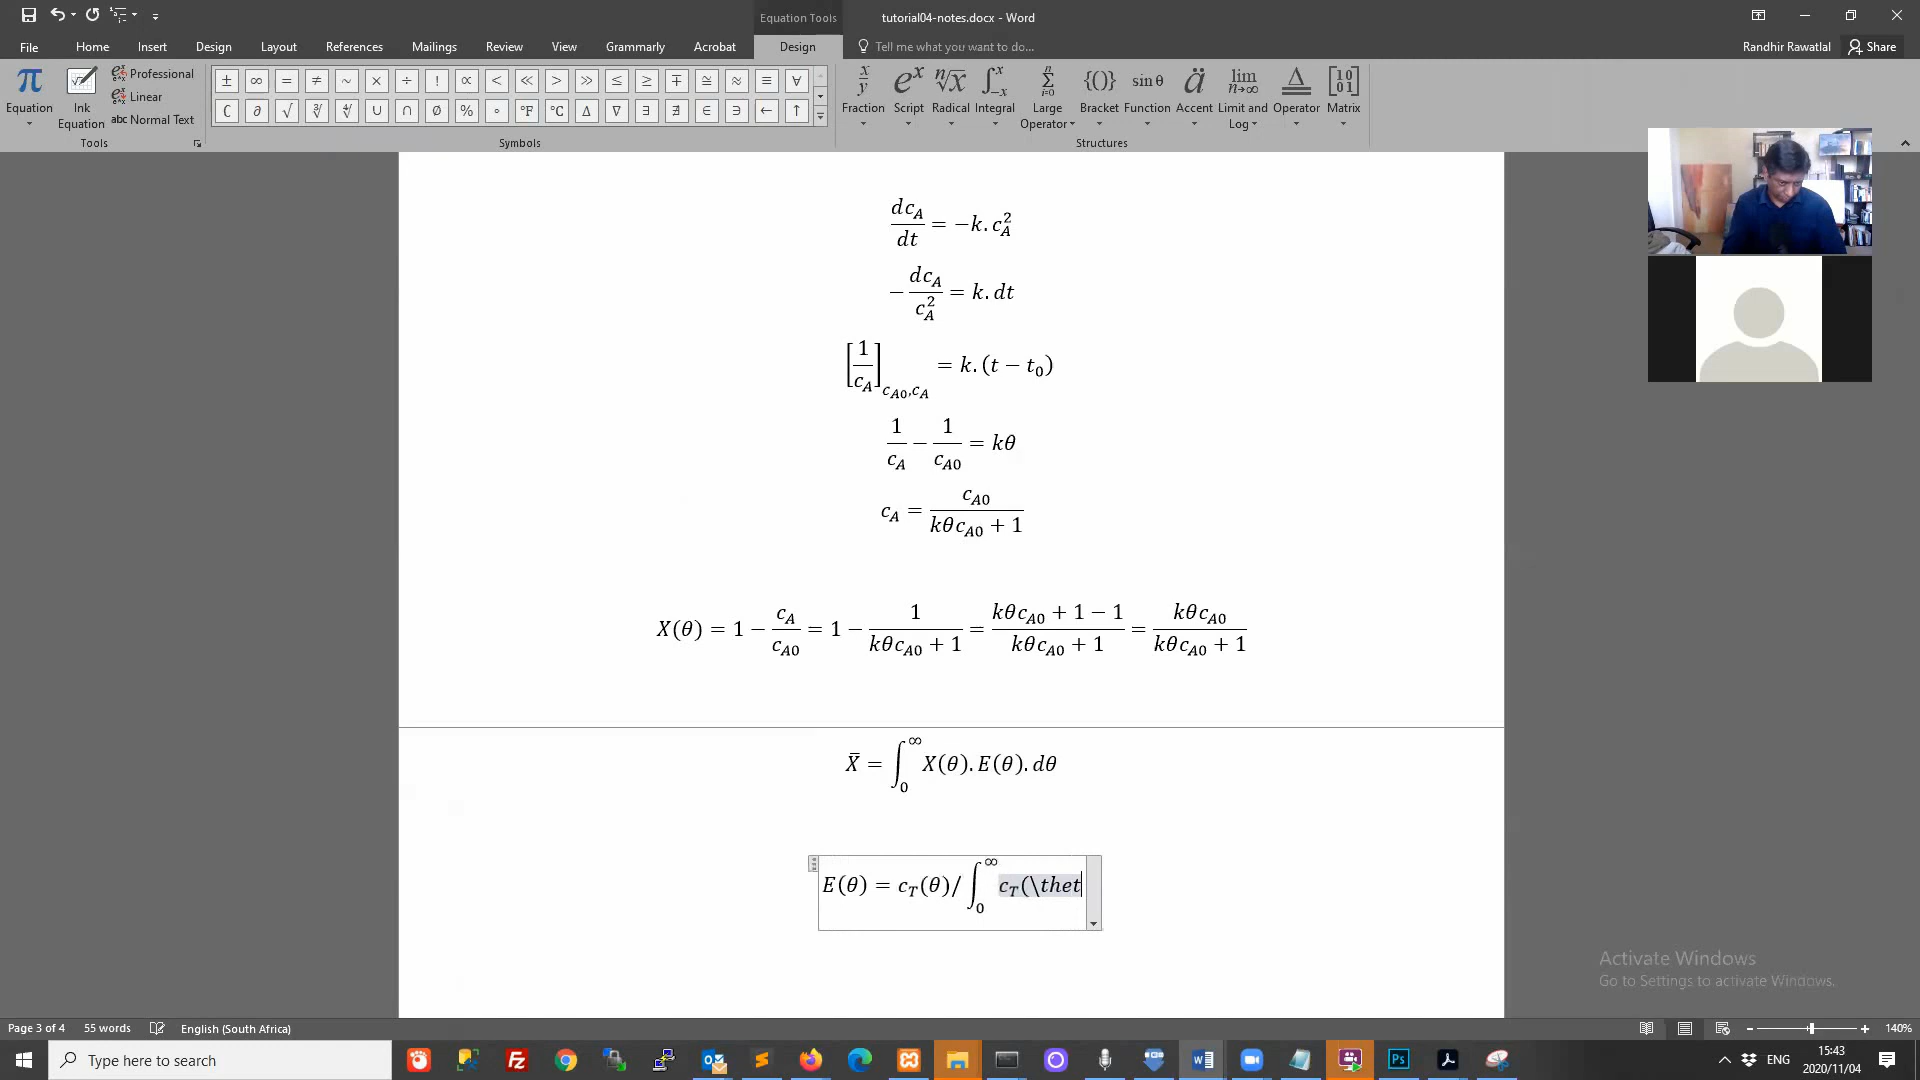 Equation Tools
tutorial04-notes.docx - Word
File Home Insert Design Layout References Mailings Review View Grammarly Acrobat Design Tell me what you want to do... Randhir Rawatlal Share
Equation
Ink Equation
Professional
Linear
abc Normal Text
Tools
± ∞ = ≠ ~ × ÷ ! ∝ < ≪ > ≫ ≤ ≥ ∓ ≅ ≈ ≡ ∀
∁ ∂ √ ∛ ∜ ∪ ∩ ∅ % ° °F °C ∆ ∇ ∃ ∄ ∈ ∋ ← ↑
Symbols
Fraction Script Radical Integral Large Operator Bracket Function Accent Limit and Log Operator Matrix
Structures
dc_A/dt = −k. c_A^2
− dc_A/c_A^2 = k. dt
[1/c_A]_{c_A0,c_A} = k. (t − t_0)
1/c_A − 1/c_A0 = kθ
c_A = c_A0/(kθc_A0 + 1)
X(θ) = 1 − c_A/c_A0 = 1 − 1/(kθc_A0 + 1) = (kθc_A0 + 1 − 1)/(kθc_A0 + 1) = kθc_A0/(kθc_A0 + 1)
X̄ = ∫_0^∞ X(θ). E(θ). dθ
E(θ) = c_T(θ)/ ∫_0^∞ c_T(\thet
Activate Windows
Go to Settings to activate Windows.
Page 3 of 4 55 words English (South Africa) 140%
Type here to search
ENG
15:43
2020/11/04